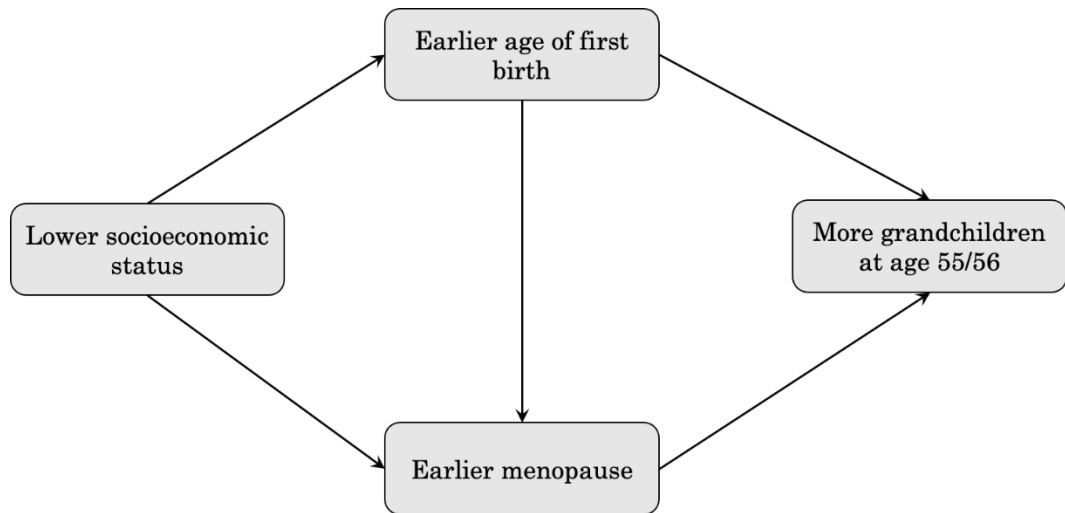 Earlier age of first
birth
Lower socioeconomic
status
More grandchildren
at age 55/56
Earlier menopause